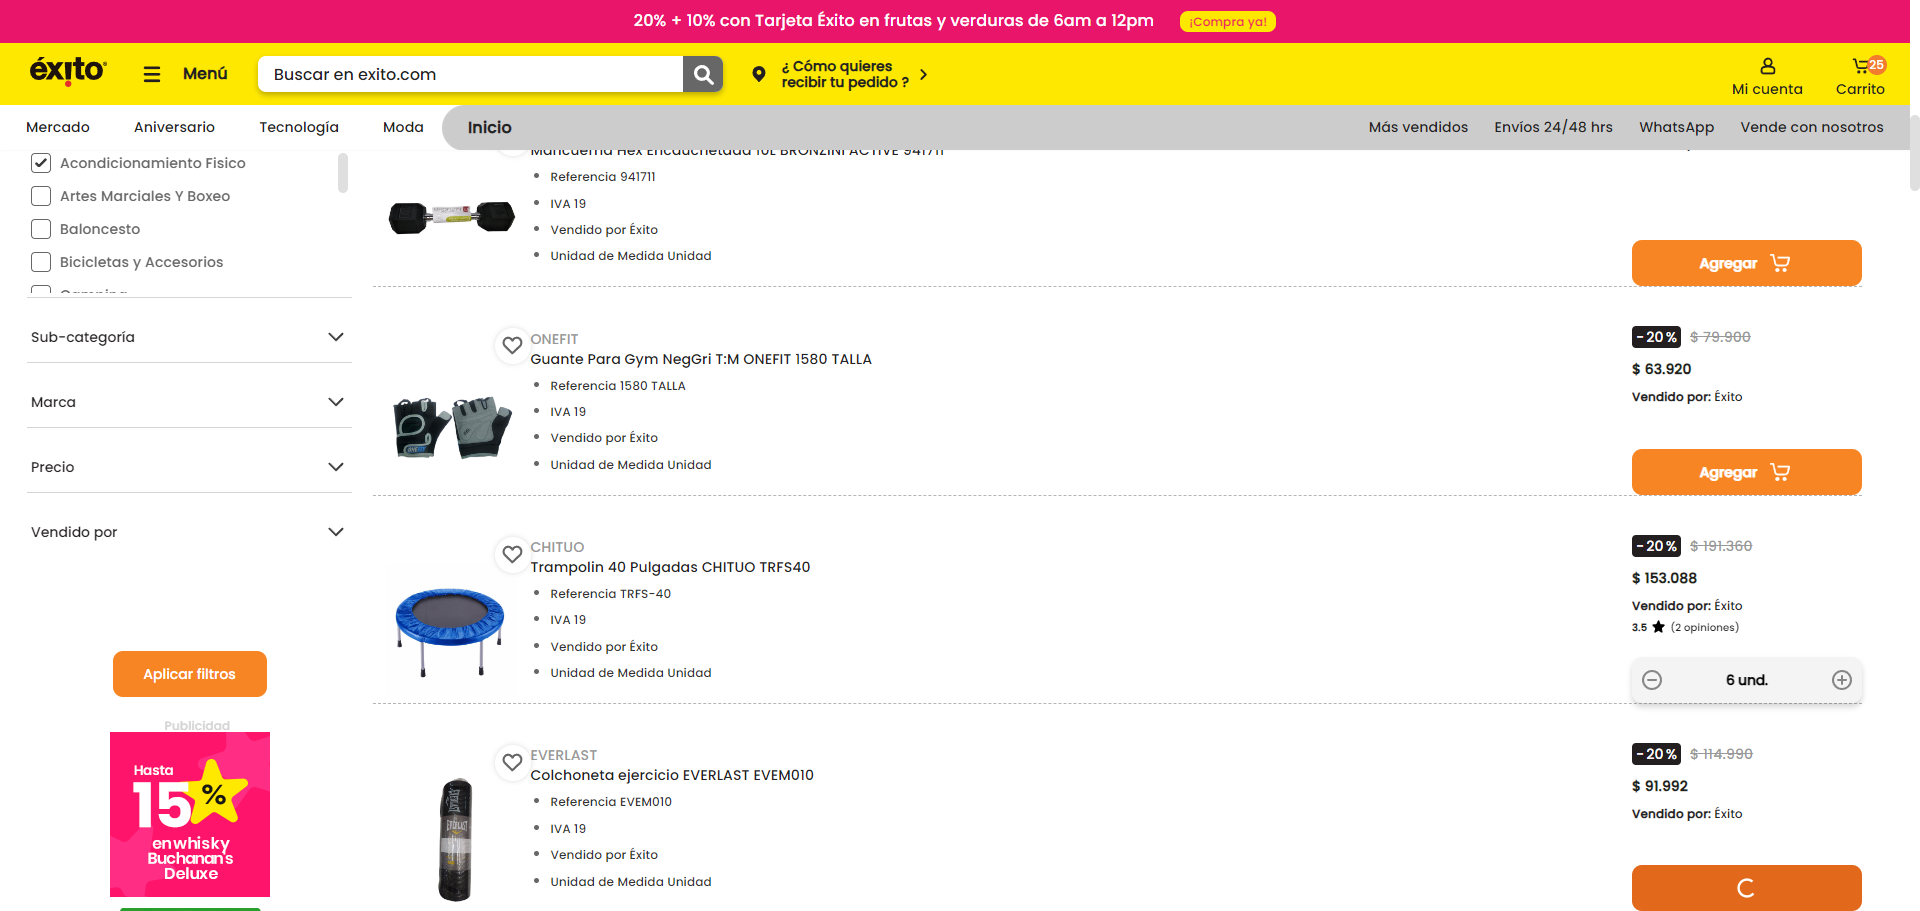 20% + 10% con Tarjeta Éxito en frutas y verduras de 6am a 12pm
¡Compra ya!
éxito
Menú
Buscar en exito.com
¿ Cómo quieres
recibir tu pedido ?
Mi cuenta
25
Carrito
Mercado
Aniversario
Tecnología
Moda
Inicio
Más vendidos
Envíos 24/48 hrs
WhatsApp
Vende con nosotros
Acondicionamiento Fisico
Artes Marciales Y Boxeo
Baloncesto
Bicicletas y Accesorios
Camping
Sub-categoría
Marca
Precio
Vendido por
Aplicar filtros
Publicidad
Hasta
15%
en whisky
Buchanan's
Deluxe
Mancuerna Hex Encauchetada 10L BRONZINI ACTIVE 941711
Referencia 941711
IVA 19
Vendido por Éxito
Unidad de Medida Unidad
Agregar
ONEFIT
Guante Para Gym NegGri T:M ONEFIT 1580 TALLA
Referencia 1580 TALLA
IVA 19
Vendido por Éxito
Unidad de Medida Unidad
-20%
$ 79.900
$ 63.920
Vendido por: Éxito
Agregar
CHITUO
Trampolin 40 Pulgadas CHITUO TRFS40
Referencia TRFS-40
IVA 19
Vendido por Éxito
Unidad de Medida Unidad
-20%
$ 191.360
$ 153.088
Vendido por: Éxito
3.5 (2 opiniones)
6 und.
EVERLAST
Colchoneta ejercicio EVERLAST EVEM010
Referencia EVEM010
IVA 19
Vendido por Éxito
Unidad de Medida Unidad
-20%
$ 114.990
$ 91.992
Vendido por: Éxito